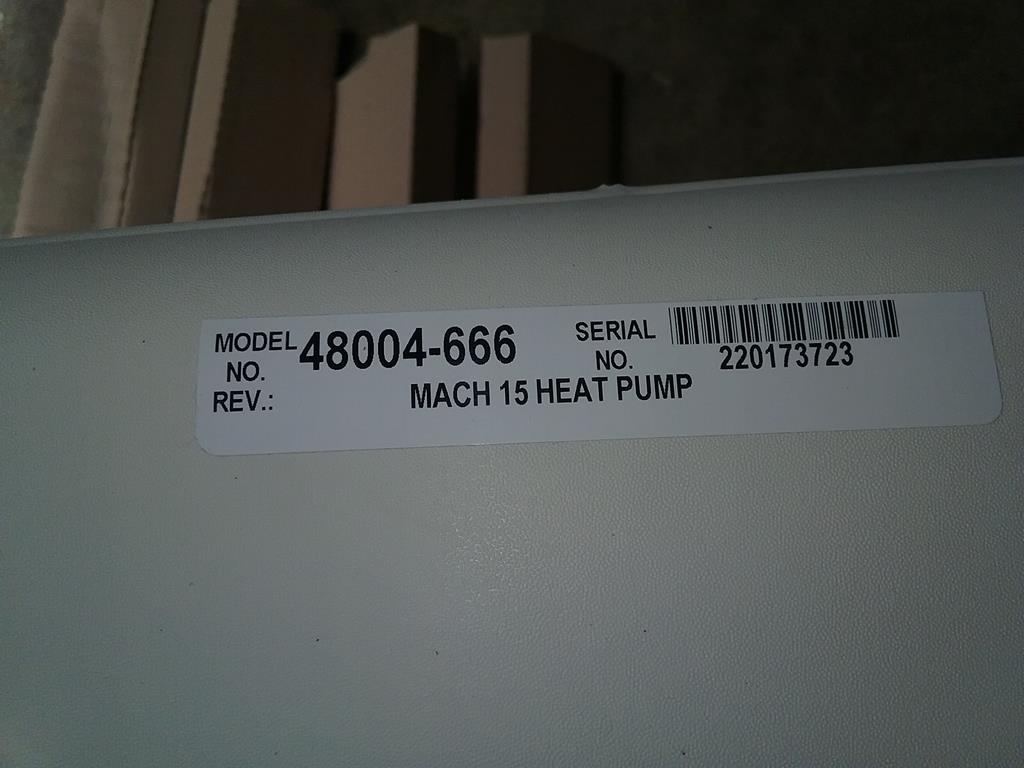 MODEL NO. 48004-666 SERIAL NO. 220173723
REV.: MACH 15 HEAT PUMP